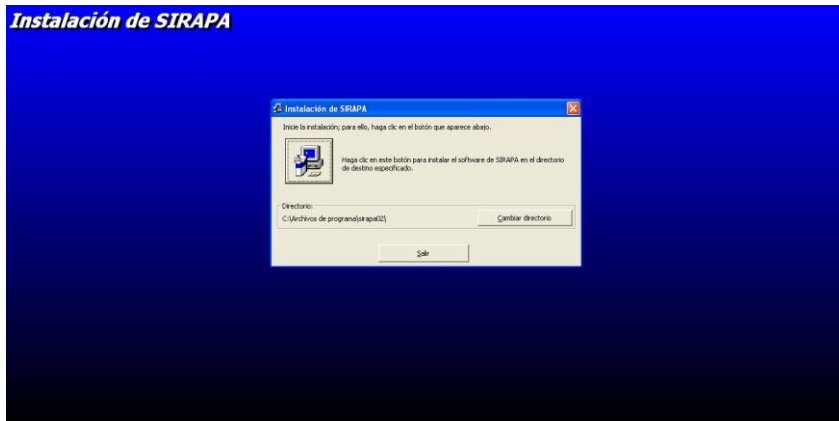 Instalación de SIRAPA
Instalación de SIRAPA
Inicie la instalación; para ello, haga clic en el botón que aparece abajo.
Haga clic en este botón para instalar el software de SIRAPA en el directorio
de destino especificado.
Directorio:
C:\Archivos de programa\sirapa02\
Cambiar directorio
Salir